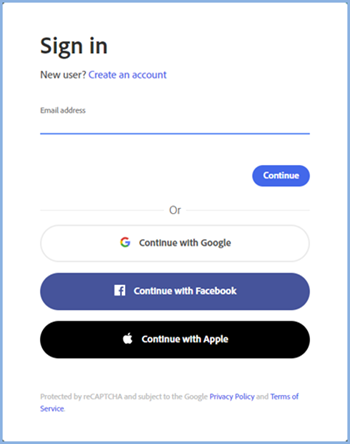 Sign in
New user? Create an account
Email address
Continue
Or
Continue with Google
Continue with Facebook
Continue with Apple
Protected by reCAPTCHA and subject to the Google Privacy Policy and Terms of
Service.